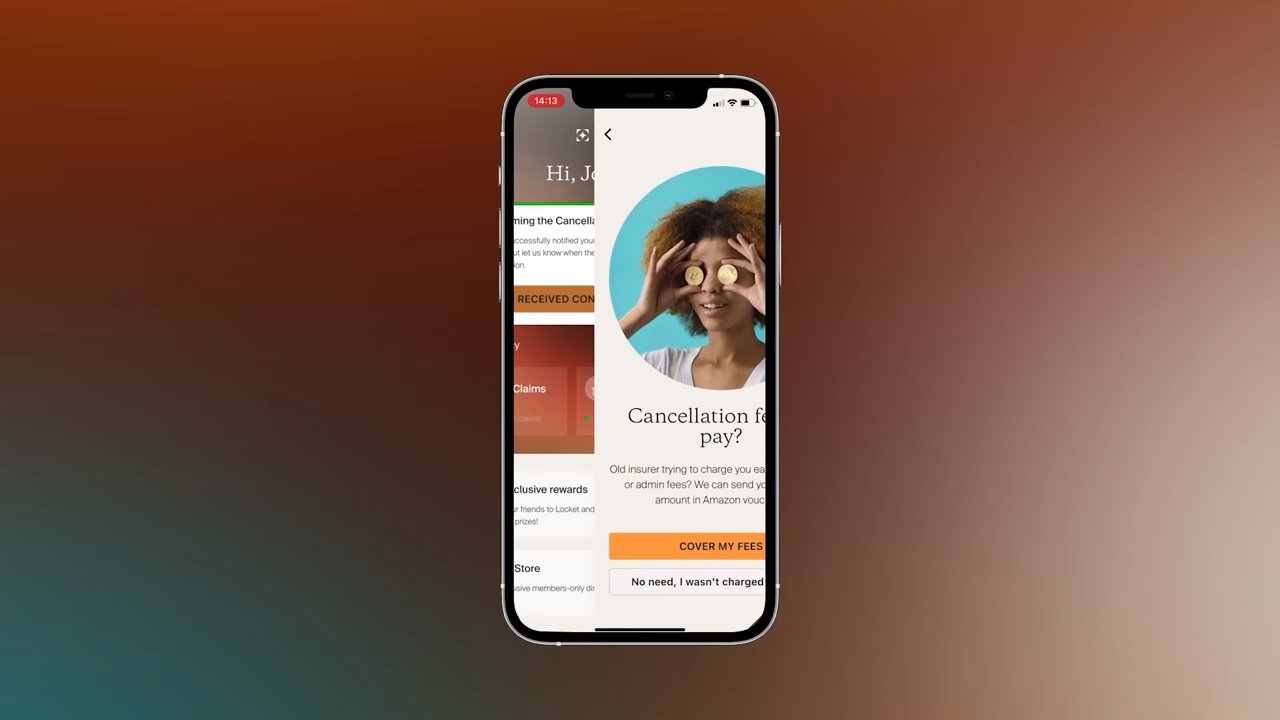 14:13
Hi, Jo
ming the Cancella
uccessfully notified your
ut let us know when the
ion.
RECEIVED CON
cy
Claims
clusive rewards
ur friends to Locket and
prizes!
Store
usive members-only dis
Cancellation fe
pay?
Old insurer trying to charge you ea
or admin fees? We can send yo
amount in Amazon vouc
COVER MY FEES
No need, I wasn't charged